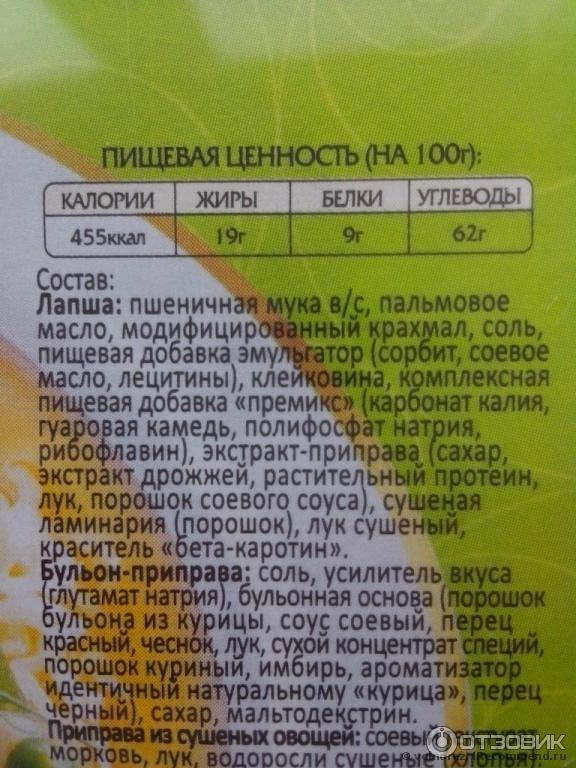 ПИЩЕВАЯ ЦЕННОСТЬ (НА 100г):
КАЛОРИИ ЖИРЫ БЕЛКИ УГЛЕВОДЫ
455ккал 19г 9г 62г
Состав:
Лапша: пшеничная мука в/с, пальмовое
масло, модифицированный крахмал, соль,
пищевая добавка эмульгатор (сорбит, соевое
масло, лецитины), клейковина, комплексная
пищевая добавка «премикс» (карбонат калия,
гуаровая камедь, полифосфат натрия,
рибофлавин), экстракт-приправа (сахар,
экстракт дрожжей, растительный протеин,
лук, порошок соевого соуса), сушеная
ламинария (порошок), лук сушеный,
краситель «бета-каротин».
Бульон-приправа: соль, усилитель вкуса
(глутамат натрия), бульонная основа (порошок
бульона из курицы, соус соевый, перец
красный, чеснок, лук, сухой концентрат специй,
порошок куриный, имбирь, ароматизатор
идентичный натуральному «курица», перец
черный), сахар, мальтодекстрин.
Приправа из сушеных овощей: соевый
морковь, лук, водоросли сушеные
ОТЗОВИК